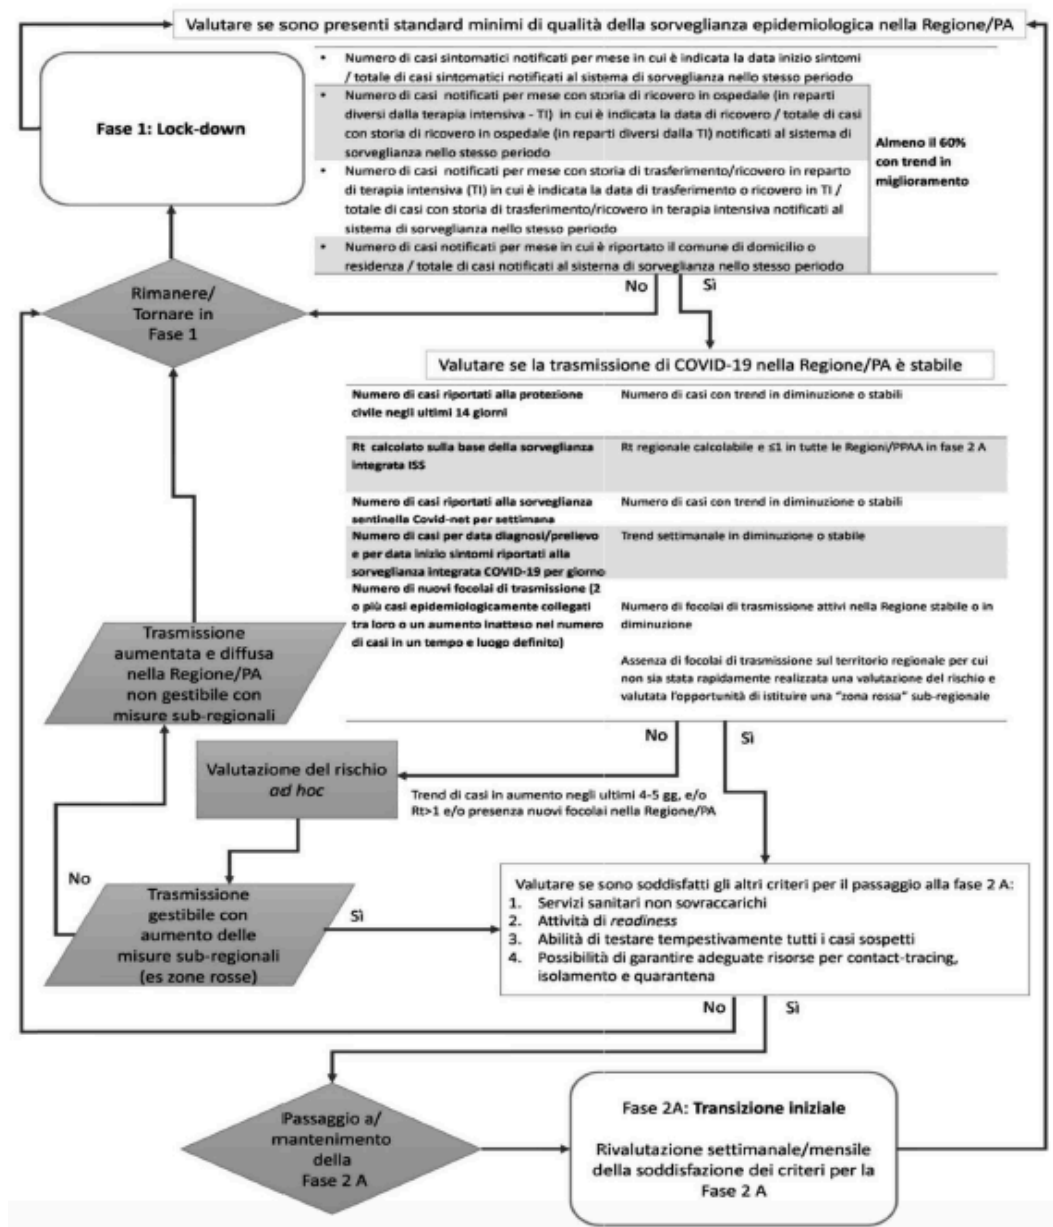 Valutare se sono presenti standard minimi di qualità della sorveglianza epidemiologica nella Regione/PA
Fase 1: Lock-down
• Numero di casi sintomatici notificati per mese in cui è indicata la data inizio sintomi
/ totale di casi sintomatici notificati al sistema di sorveglianza nello stesso periodo
• Numero di casi notificati per mese con storia di ricovero in ospedale (in reparti
diversi dalla terapia intensiva - TI) in cui è indicata la data di ricovero / totale di casi
con storia di ricovero in ospedale (in reparti diversi dalla TI) notificati al sistema di
sorveglianza nello stesso periodo
• Numero di casi notificati per mese con storia di trasferimento/ricovero in reparto
di terapia intensiva (TI) in cui è indicata la data di trasferimento o ricovero in TI /
totale di casi con storia di trasferimento/ricovero in terapia intensiva notificati al
sistema di sorveglianza nello stesso periodo
• Numero di casi notificati per mese in cui è riportato il comune di domicilio o
residenza / totale di casi notificati al sistema di sorveglianza nello stesso periodo
Almeno il 60%
con trend in
miglioramento
No
Sì
Rimanere/
Tornare in
Fase 1
Valutare se la trasmissione di COVID-19 nella Regione/PA è stabile
Numero di casi riportati alla protezione
civile negli ultimi 14 giorni
Numero di casi con trend in diminuzione o stabili
Rt calcolato sulla base della sorveglianza
integrata ISS
Rt regionale calcolabile e ≤1 in tutte le Regioni/PPAA in fase 2 A
Numero di casi riportati alla sorveglianza
sentinella Covid-net per settimana
Numero di casi con trend in diminuzione o stabili
Numero di casi per data diagnosi/prelievo
e per data inizio sintomi riportati alla
sorveglianza integrata COVID-19 per giorno
Trend settimanale in diminuzione o stabile
Numero di nuovi focolai di trasmissione (2
o più casi epidemiologicamente collegati
tra loro o un aumento inatteso nel numero
di casi in un tempo e luogo definito)
Numero di focolai di trasmissione attivi nella Regione stabile o in
diminuzione
Assenza di focolai di trasmissione sul territorio regionale per cui
non sia stata rapidamente realizzata una valutazione del rischio e
valutata l'opportunità di istituire una "zona rossa" sub-regionale
Trasmissione
aumentata e diffusa
nella Regione/PA
non gestibile con
misure sub-regionali
No
Sì
Valutazione del rischio
ad hoc
Trend di casi in aumento negli ultimi 4-5 gg, e/o
Rt>1 e/o presenza nuovi focolai nella Regione/PA
No
Trasmissione
gestibile con
aumento delle
misure sub-regionali
(es zone rosse)
Sì
Valutare se sono soddisfatti gli altri criteri per il passaggio alla fase 2 A:
1. Servizi sanitari non sovraccarichi
2. Attività di readiness
3. Abilità di testare tempestivamente tutti i casi sospetti
4. Possibilità di garantire adeguate risorse per contact-tracing,
isolamento e quarantena
No
Sì
Passaggio a/
mantenimento
della
Fase 2 A
Fase 2A: Transizione iniziale
Rivalutazione settimanale/mensile
della soddisfazione dei criteri per la
Fase 2 A